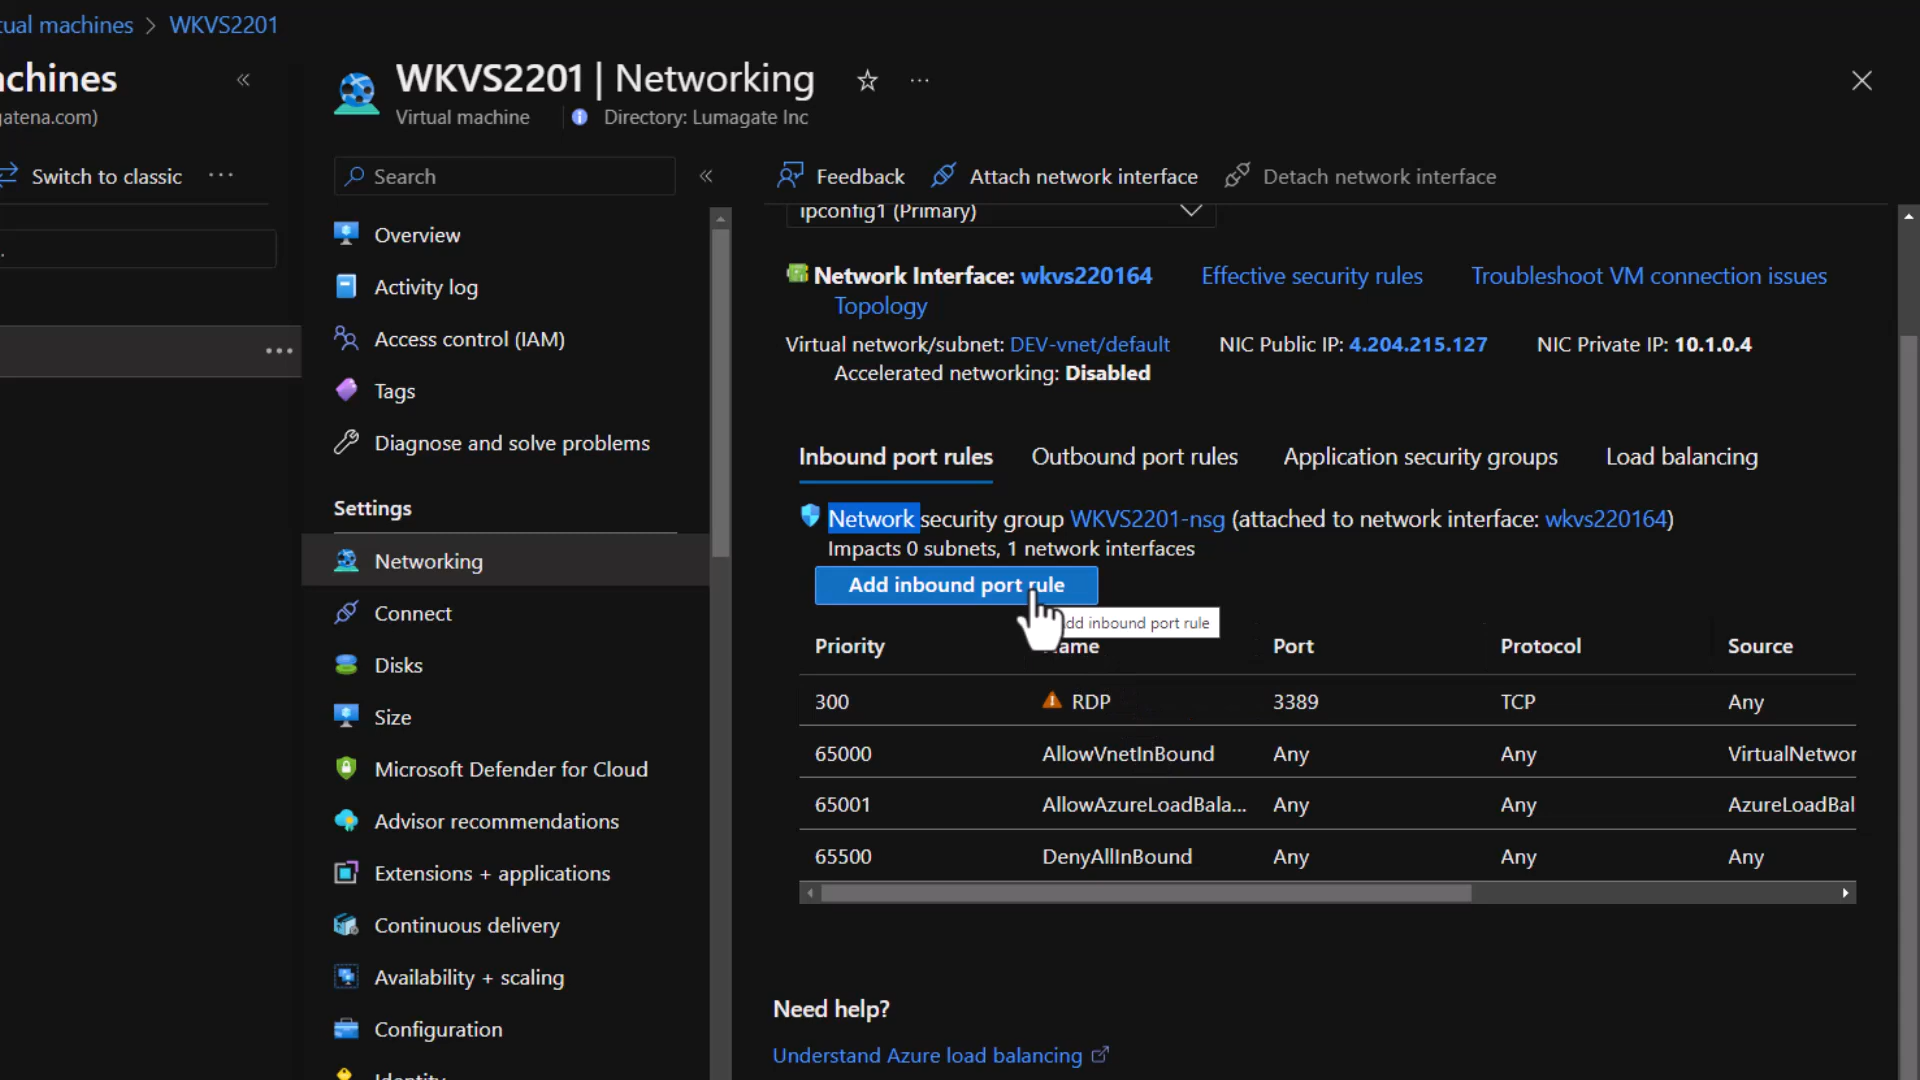 tual machines > WKVS2201
achines «
gatena.com)
Switch to classic ...
.
...
WKVS2201 | Networking ☆ ...
Virtual machine
Directory: Lumagate Inc
Search «
Overview
Activity log
Access control (IAM)
Tags
Diagnose and solve problems
Settings
Networking
Connect
Disks
Size
Microsoft Defender for Cloud
Advisor recommendations
Extensions + applications
Continuous delivery
Availability + scaling
Configuration
Identity
Feedback Attach network interface Detach network interface
ipconfig1 (Primary)
Network Interface: wkvs220164 Effective security rules Troubleshoot VM connection issues
Topology
Virtual network/subnet: DEV-vnet/default NIC Public IP: 4.204.215.127 NIC Private IP: 10.1.0.4
Accelerated networking: Disabled
Inbound port rules Outbound port rules Application security groups Load balancing
Network security group WKVS2201-nsg (attached to network interface: wkvs220164)
Impacts 0 subnets, 1 network interfaces
Add inbound port rule
dd inbound port rule
Priority ame Port Protocol Source
300 RDP 3389 TCP Any
65000 AllowVnetInBound Any Any VirtualNetwor
65001 AllowAzureLoadBala... Any Any AzureLoadBal
65500 DenyAllInBound Any Any Any
Need help?
Understand Azure load balancing